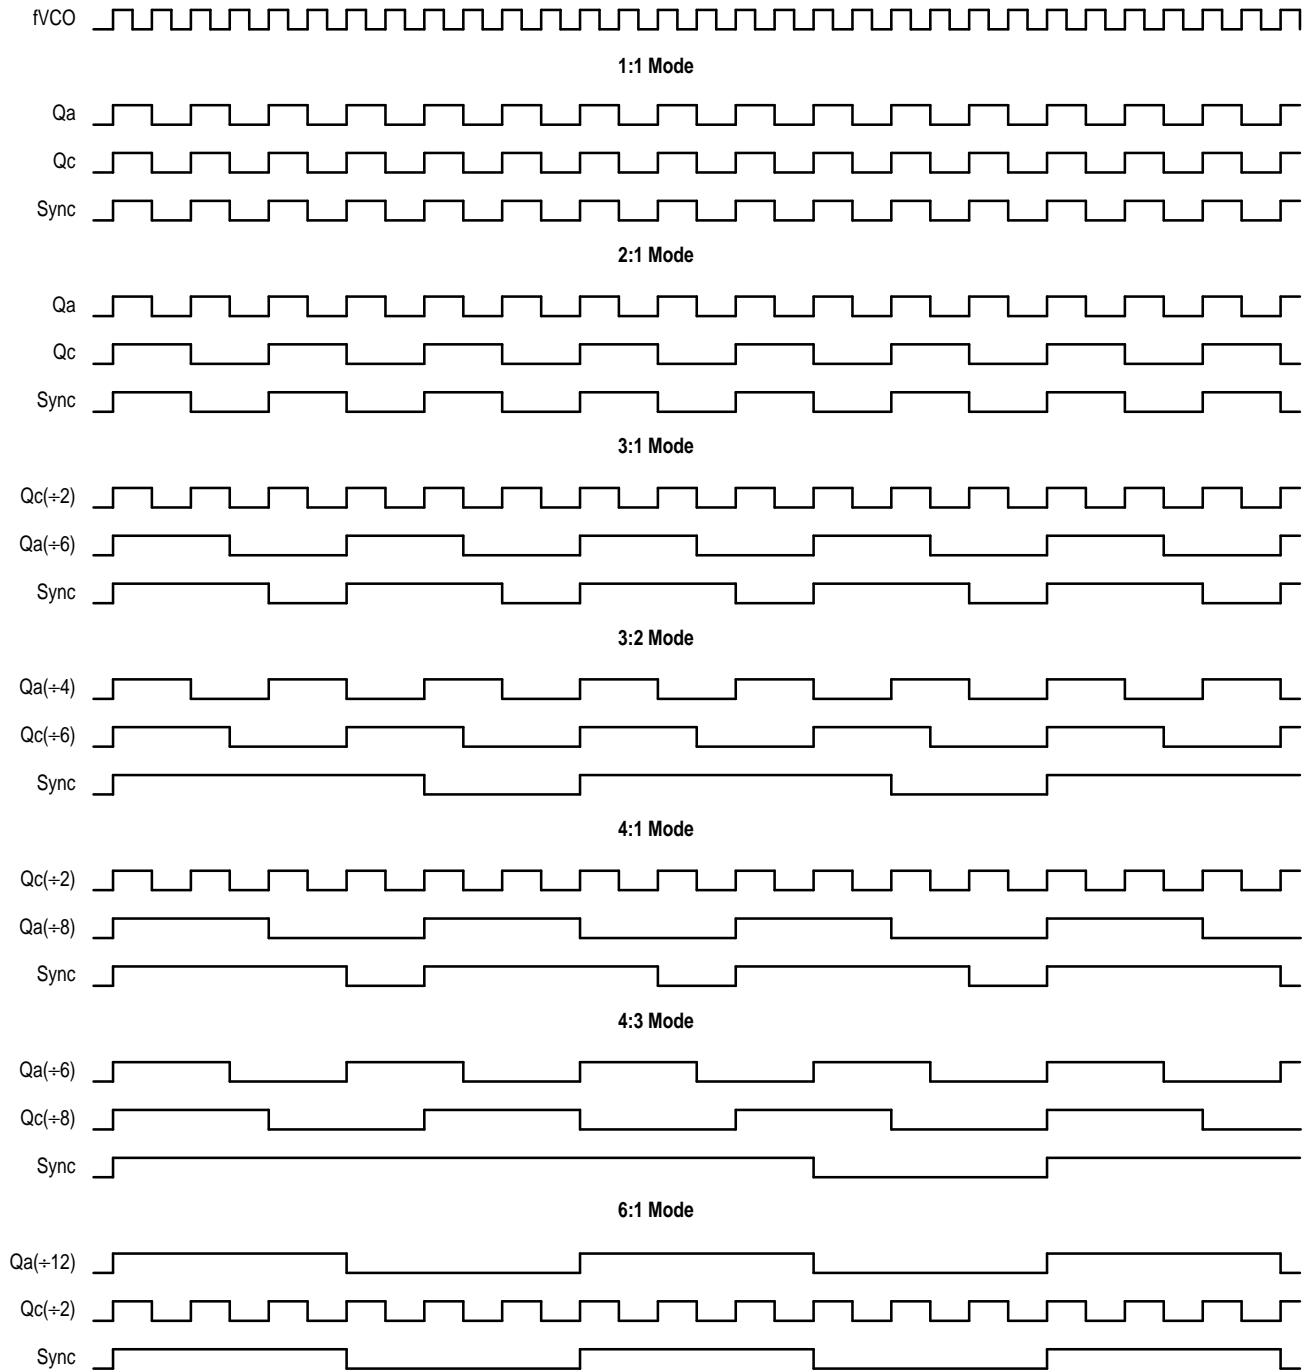 fVCO
1:1 Mode
Qa
Qc
Sync
2:1 Mode
Qa
Qc
Sync
3:1 Mode
Qc(÷2)
Qa(÷6)
Sync
3:2 Mode
Qa(÷4)
Qc(÷6)
Sync
4:1 Mode
Qc(÷2)
Qa(÷8)
Sync
4:3 Mode
Qa(÷6)
Qc(÷8)
Sync
6:1 Mode
Qa(÷12)
Qc(÷2)
Sync